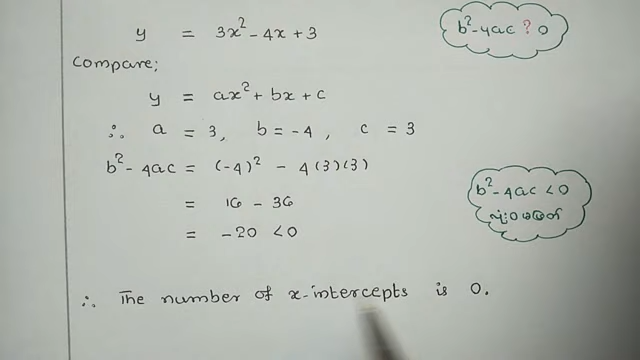 y = 3x² - 4x + 3
b² - 4ac ? 0
Compare;
y = ax² + bx + c
∴ a = 3, b = -4, c = 3
b² - 4ac = (-4)² - 4(3)(3)
= 16 - 36
b² - 4ac < 0
= -20 < 0
∴ The number of x-intercepts is 0.